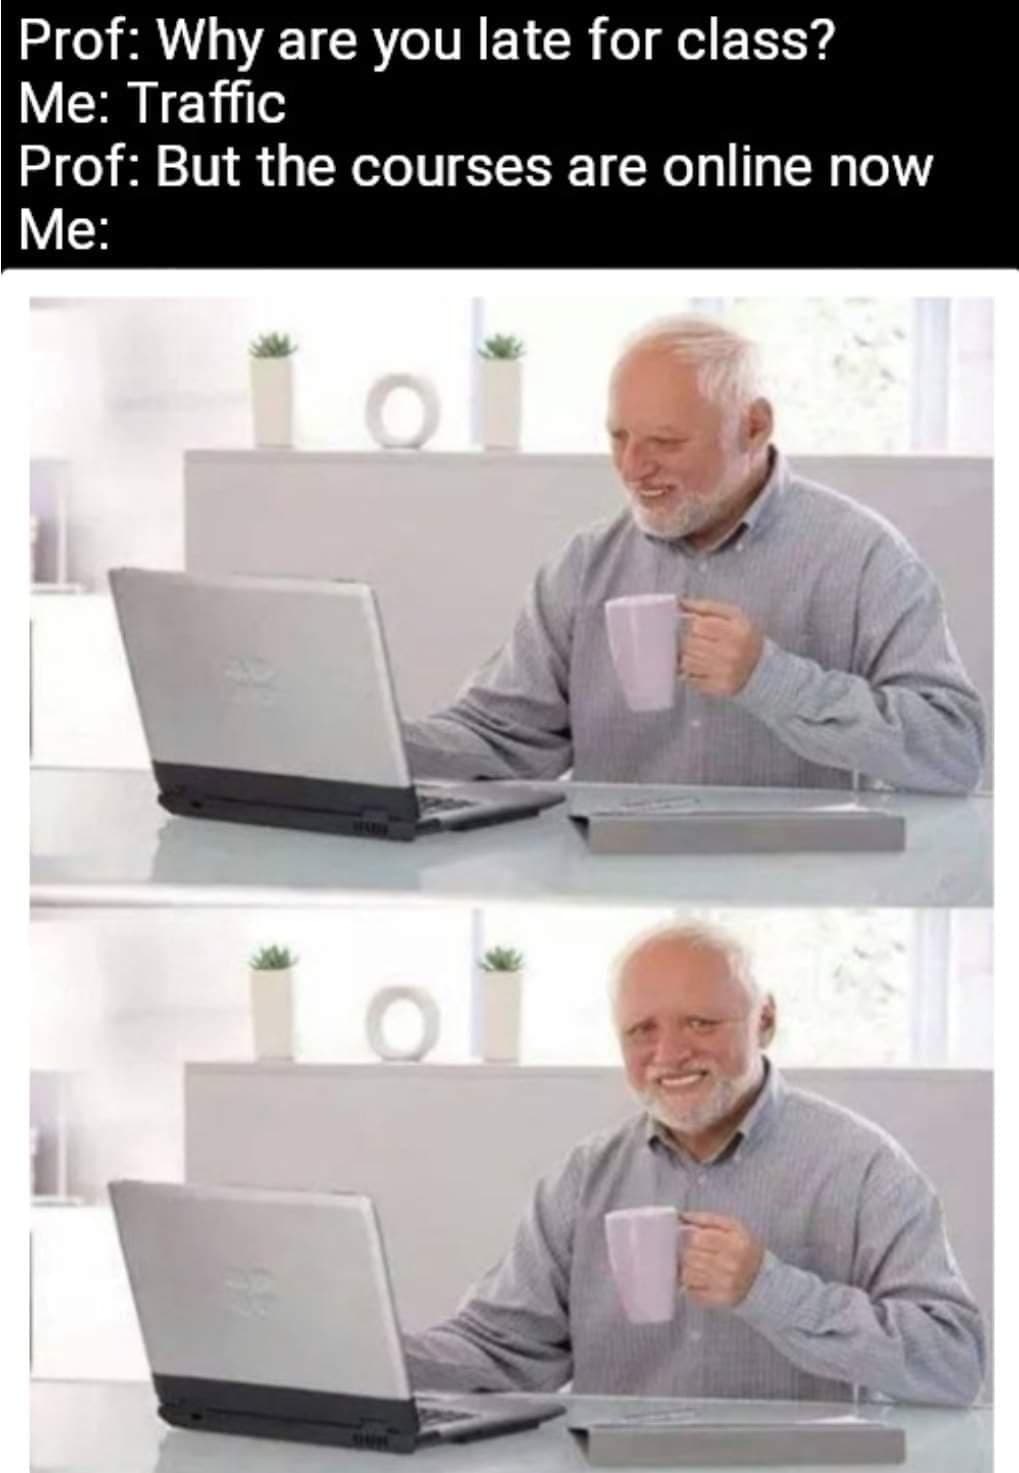 Prof: Why are you late for class?
Me: Traffic
Prof: But the courses are online now
Me: